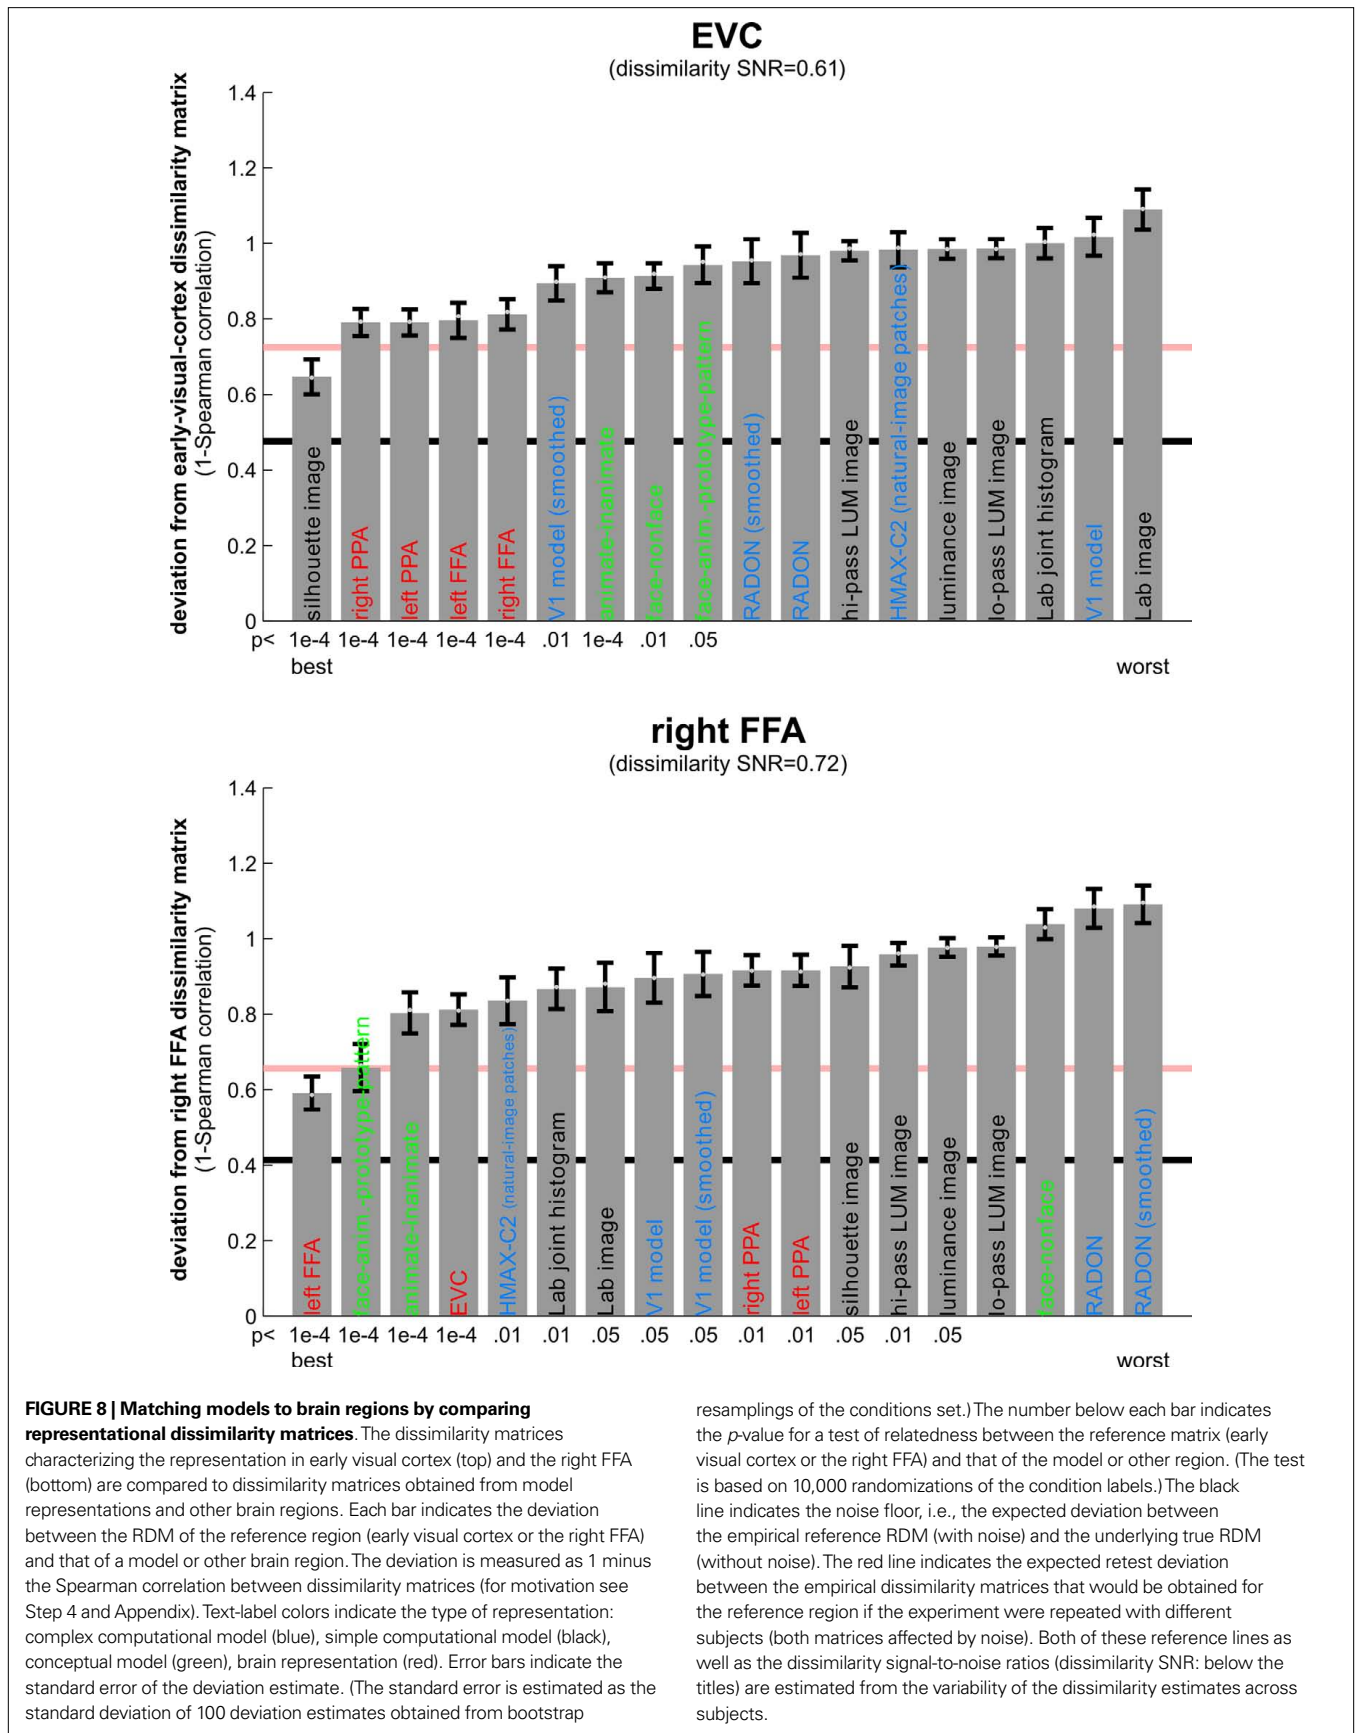 EVC
(dissimilarity SNR=0.61)
deviation from early-visual-cortex dissimilarity matrix
(1-Spearman correlation)
1.4
1.2
1
0.8
0.6
0.4
0.2
0
silhouette image
right PPA
left PPA
left FFA
right FFA
V1 model (smoothed)
animate-inanimate
face-nonface
face-anim.-prototype-pattern
RADON (smoothed)
RADON
hi-pass LUM image
HMAX-C2 (natural-image patches)
luminance image
lo-pass LUM image
Lab joint histogram
V1 model
Lab image
p< 1e-4 1e-4 1e-4 1e-4 1e-4 .01 1e-4 .01 .05
best worst
right FFA
(dissimilarity SNR=0.72)
deviation from right FFA dissimilarity matrix
(1-Spearman correlation)
1.4
1.2
1
0.8
0.6
0.4
0.2
0
left FFA
face-anim.-prototype-pattern
animate-inanimate
EVC
HMAX-C2 (natural-image patches)
Lab joint histogram
Lab image
V1 model
V1 model (smoothed)
right PPA
left PPA
silhouette image
hi-pass LUM image
luminance image
lo-pass LUM image
face-nonface
RADON
RADON (smoothed)
p< 1e-4 1e-4 1e-4 1e-4 .01 .01 .05 .05 .05 .01 .01 .05 .01 .05
best worst
FIGURE 8 | Matching models to brain regions by comparing
representational dissimilarity matrices. The dissimilarity matrices
characterizing the representation in early visual cortex (top) and the right FFA
(bottom) are compared to dissimilarity matrices obtained from model
representations and other brain regions. Each bar indicates the deviation
between the RDM of the reference region (early visual cortex or the right FFA)
and that of a model or other brain region. The deviation is measured as 1 minus
the Spearman correlation between dissimilarity matrices (for motivation see
Step 4 and Appendix). Text-label colors indicate the type of representation:
complex computational model (blue), simple computational model (black),
conceptual model (green), brain representation (red). Error bars indicate the
standard error of the deviation estimate. (The standard error is estimated as the
standard deviation of 100 deviation estimates obtained from bootstrap
resamplings of the conditions set.) The number below each bar indicates
the p-value for a test of relatedness between the reference matrix (early
visual cortex or the right FFA) and that of the model or other region. (The test
is based on 10,000 randomizations of the condition labels.) The black
line indicates the noise floor, i.e., the expected deviation between
the empirical reference RDM (with noise) and the underlying true RDM
(without noise). The red line indicates the expected retest deviation
between the empirical dissimilarity matrices that would be obtained for
the reference region if the experiment were repeated with different
subjects (both matrices affected by noise). Both of these reference lines as
well as the dissimilarity signal-to-noise ratios (dissimilarity SNR: below the
titles) are estimated from the variability of the dissimilarity estimates across
subjects.